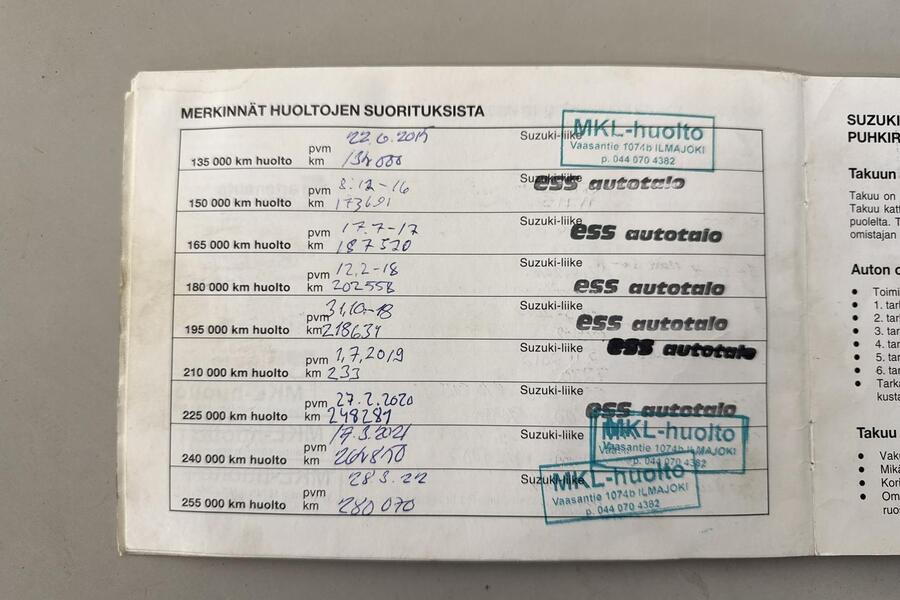 MERKINNÄT HUOLTOJEN SUORITUKSISTA
135 000 km huolto pvm 22.6.2015 km 134000 Suzuki-liike
MKL-huolto
Vaasantie 1074b ILMAJOKI
p. 044 070 4382
150 000 km huolto pvm 8.12-16 km 173691 Suzuki-liike ess autotalo
165 000 km huolto pvm 17.7-17 km 187520 Suzuki-liike ess autotalo
180 000 km huolto pvm 12.2-18 km 202558 Suzuki-liike ess autotalo
195 000 km huolto pvm 31,10-18 km 218634 Suzuki-liike ess autotalo
210 000 km huolto pvm 1,7,2019 km 233 Suzuki-liike ess autotalo
225 000 km huolto pvm 27.2.2020 km 248281 Suzuki-liike ess autotalo
240 000 km huolto pvm 17.3.2021 km 264850 Suzuki-liike
MKL-huolto
Vaasantie 1074b ILMAJOKI
p. 044 070 4382
255 000 km huolto pvm 28 3. 22 km 280 070 Suzuki-liike
MKL-huolto
Vaasantie 1074b ILMAJOKI
p. 044 070 4382
SUZUKI
PUHKIR
Takuun
Takuu on
Takuu katt
puolelta. T
omistajan
Auton o
• Toimi
• 1. tar
• 2. tar
• 3. tar
• 4. tar
• 5. tar
• 6. tar
• Tarka
kusta
Takuu
• Vaku
• Mikä
• Kori
• Om
ruos